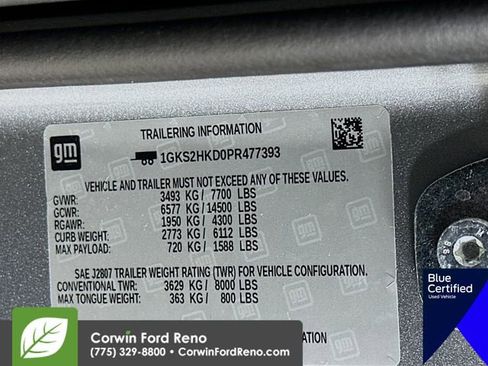 gm
TRAILERING INFORMATION
1GKS2HKD0PR477393
VEHICLE AND TRAILER MUST NOT EXCEED ANY OF THESE VALUES.
GVWR: 3493 KG / 7700 LBS
GCWR: 6577 KG / 14500 LBS
RGAWR: 1950 KG / 4300 LBS
CURB WEIGHT: 2773 KG / 6112 LBS
MAX PAYLOAD: 720 KG / 1588 LBS
SAE J2807 TRAILER WEIGHT RATING (TWR) FOR VEHICLE CONFIGURATION.
CONVENTIONAL TWR: 3629 KG / 8000 LBS
MAX TONGUE WEIGHT: 363 KG / 800 LBS
INFORMATION
Blue
Certified
Used Vehicle
Corwin Ford Reno
(775) 329-8800 • CorwinFordReno.com